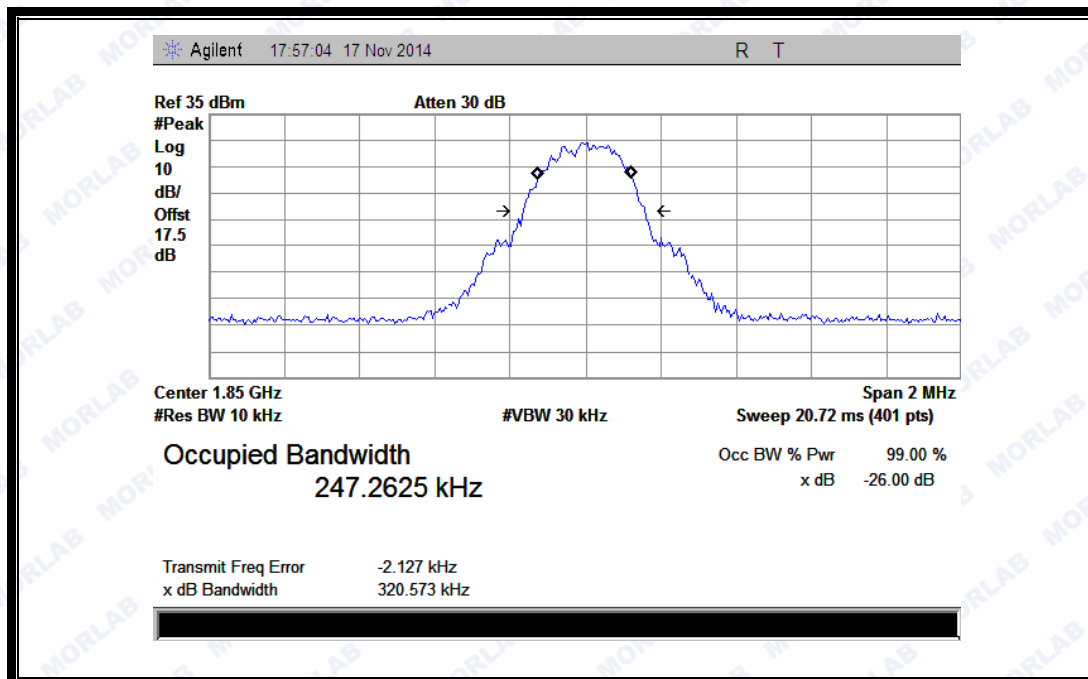 Agilent 17:57:04 17 Nov 2014 R T
Ref 35 dBm Atten 30 dB
#Peak
Log
10
dB/
Offst
17.5
dB
Center 1.85 GHz Span 2 MHz
#Res BW 10 kHz #VBW 30 kHz Sweep 20.72 ms (401 pts)
Occupied Bandwidth Occ BW % Pwr 99.00 %
247.2625 kHz x dB -26.00 dB
Transmit Freq Error -2.127 kHz
x dB Bandwidth 320.573 kHz
MORLAB